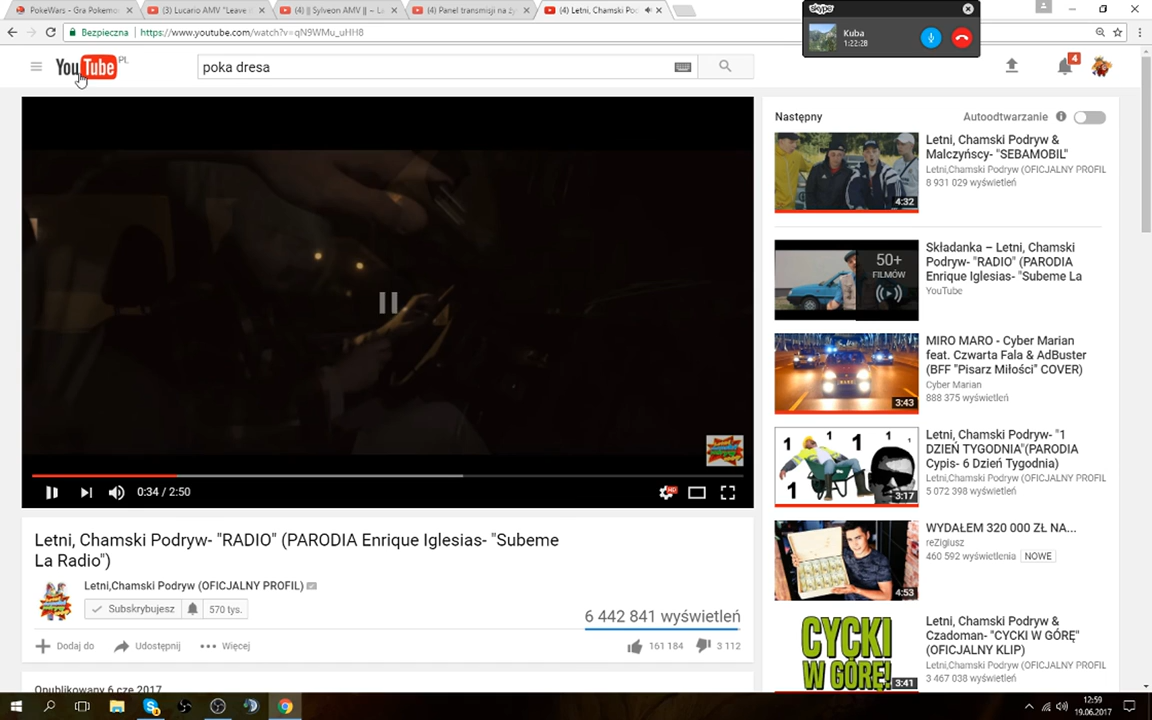 PokeWars - Gra Pokemo
(3) Lucario AMV "Leave
(4) || Sylveon AMV || – L
(4) Panel transmisji na ży
(4) Letni, Chamski Po
skype
Kuba
1:22:28
Bezpieczna
https://www.youtube.com/watch?v=qN9WMu_uHH8
YouTube PL
poka dresa
4
Następny
Autoodtwarzanie
Letni, Chamski Podryw &
Malczyńscy- "SEBAMOBIL"
Letni,Chamski Podryw (OFICJALNY PROFIL
8 931 029 wyświetleń
4:32
Składanka – Letni, Chamski
Podryw- "RADIO" (PARODIA
Enrique Iglesias- "Subeme La
YouTube
50+
FILMÓW
MIRO MARO - Cyber Marian
feat. Czwarta Fala & AdBuster
(BFF "Pisarz Miłości" COVER)
Cyber Marian
888 375 wyświetleń
3:43
Letni, Chamski Podryw- "1
DZIEŃ TYGODNIA"(PARODIA
Cypis- 6 Dzień Tygodnia)
Letni,Chamski Podryw (OFICJALNY PROFIL
5 072 398 wyświetleń
1 1 1 1
1
3:17
WYDAŁEM 320 000 ZŁ NA...
reZigiusz
460 592 wyświetlenia NOWE
4:53
Letni, Chamski Podryw &
Czadoman- "CYCKI W GÓRĘ"
(OFICJALNY KLIP)
Letni,Chamski Podryw (OFICJALNY PROFIL
3 467 038 wyświetleń
CYCKI
W GÓRĘ!
3:41
0:34 / 2:50
HD
Letni, Chamski Podryw- "RADIO" (PARODIA Enrique Iglesias- "Subeme
La Radio")
Letni,Chamski Podryw (OFICJALNY PROFIL)
Subskrybujesz
570 tys.
6 442 841 wyświetleń
Dodaj do
Udostępnij
Więcej
161 184
3 112
Opublikowany 6 cze 2017
12:59
19.06.2017